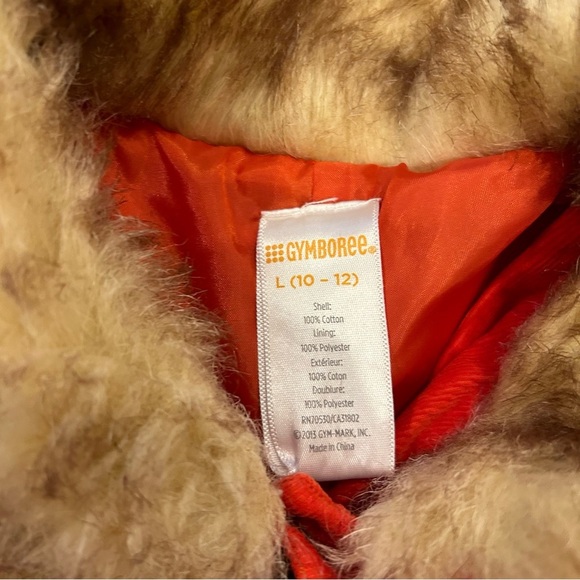 GYMBOREE®
L (10 – 12)
Shell:
100% Cotton
Lining:
100% Polyester
Extérieur:
100% Coton
Doublure:
100% Polyester
RN70530/CA31802
©2013 GYM-MARK, INC.
Made in China